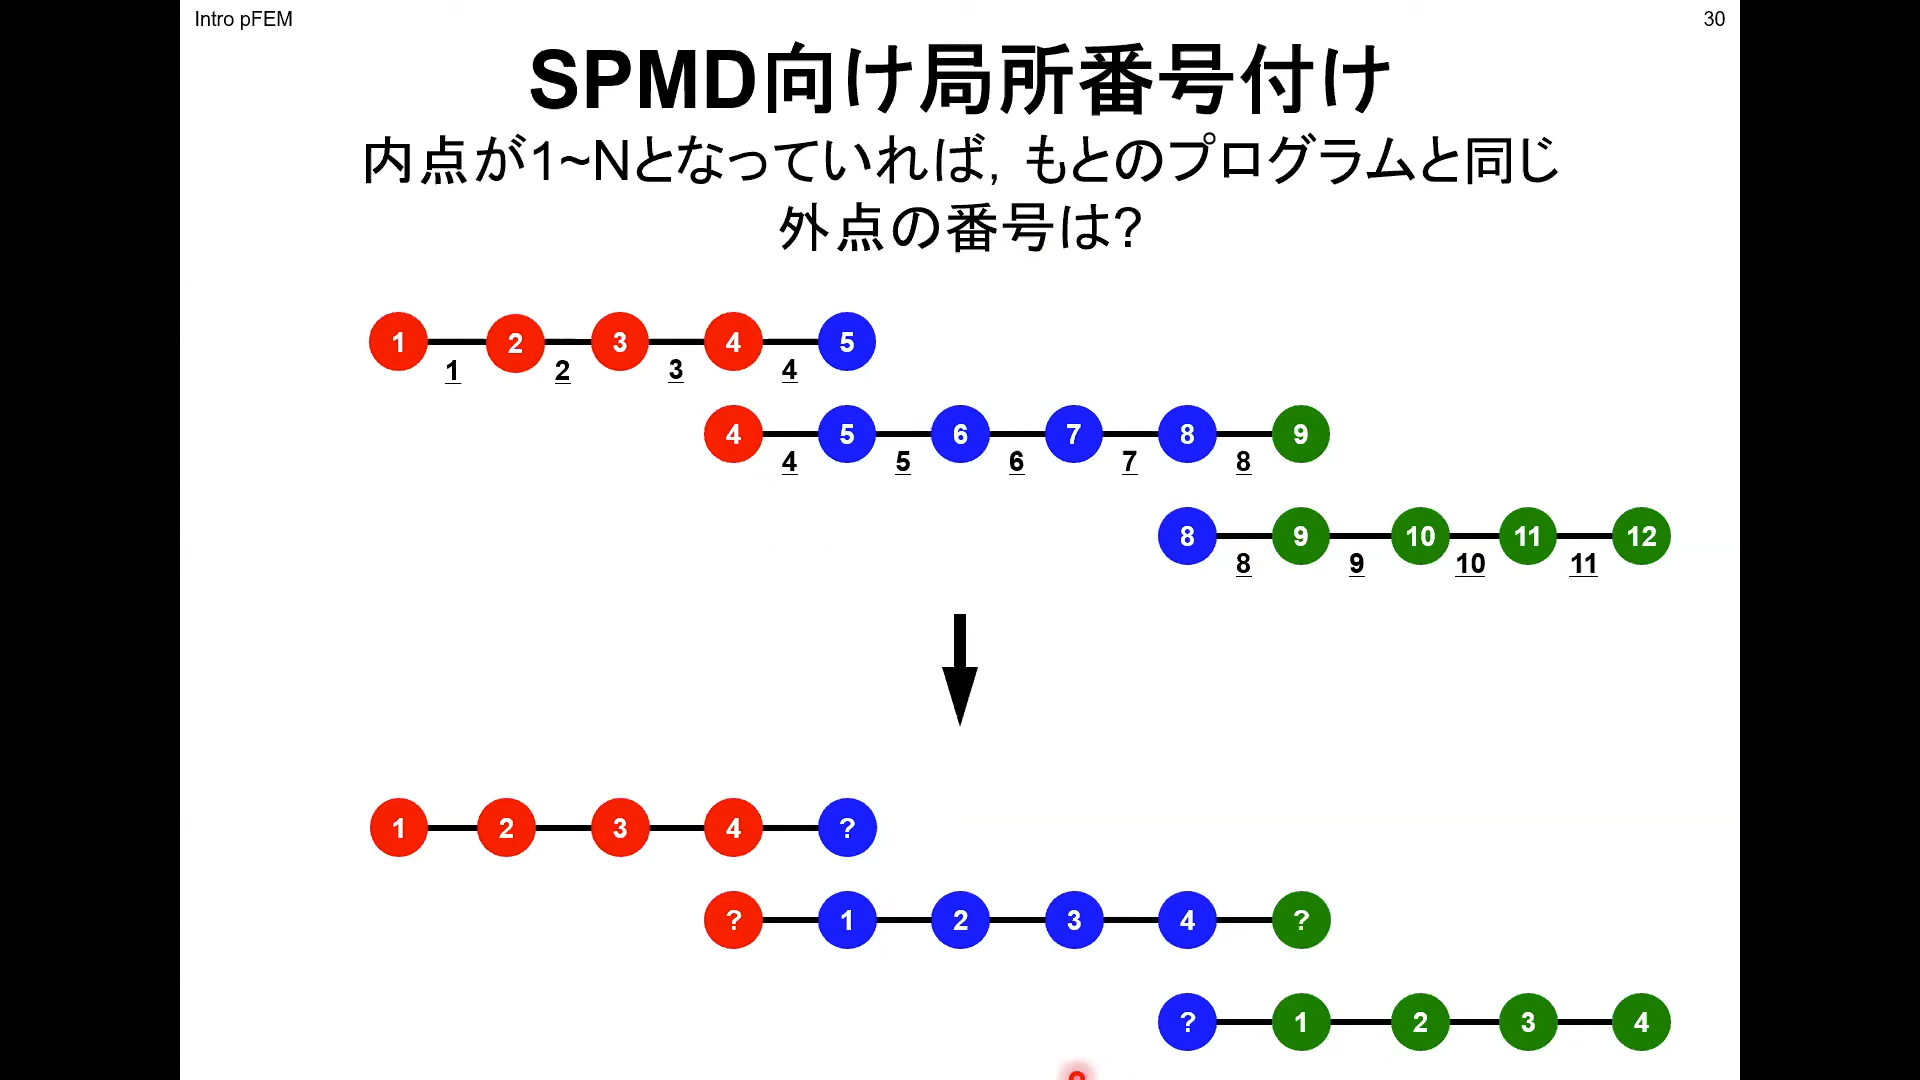 Intro pFEM
30
SPMD向け局所番号付け
内点が1~Nとなっていれば, もとのプログラムと同じ
外点の番号は?
1 2 3 4 5
1 2 3 4
4 5 6 7 8 9
4 5 6 7 8
8 9 10 11 12
8 9 10 11
1 2 3 4 ?
? 1 2 3 4 ?
? 1 2 3 4